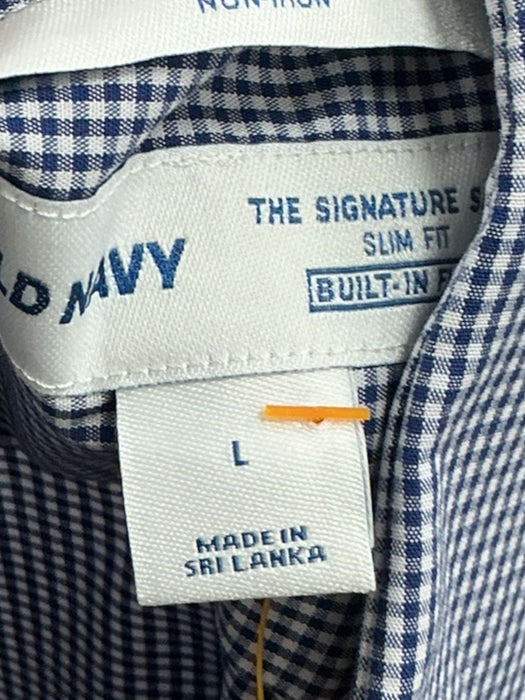 NON-IRON
LD NAVY
THE SIGNATURE S
SLIM FIT
BUILT-IN F
L
MADE IN
SRI LANKA